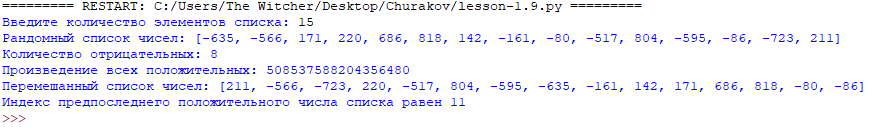 ========= RESTART: C:/Users/The Witcher/Desktop/Churakov/lesson-1.9.py =========
Введите количество элементов списка: 15
Рандомный список чисел: [-635, -566, 171, 220, 686, 818, 142, -161, -80, -517, 804, -595, -86, -723, 211]
Количество отрицательных: 8
Произведение всех положительных: 508537588204356480
Перемешанный список чисел: [211, -566, -723, 220, -517, 804, -595, -635, -161, 142, 171, 686, 818, -80, -86]
Индекс предпоследнего положительного числа списка равен 11
>>>